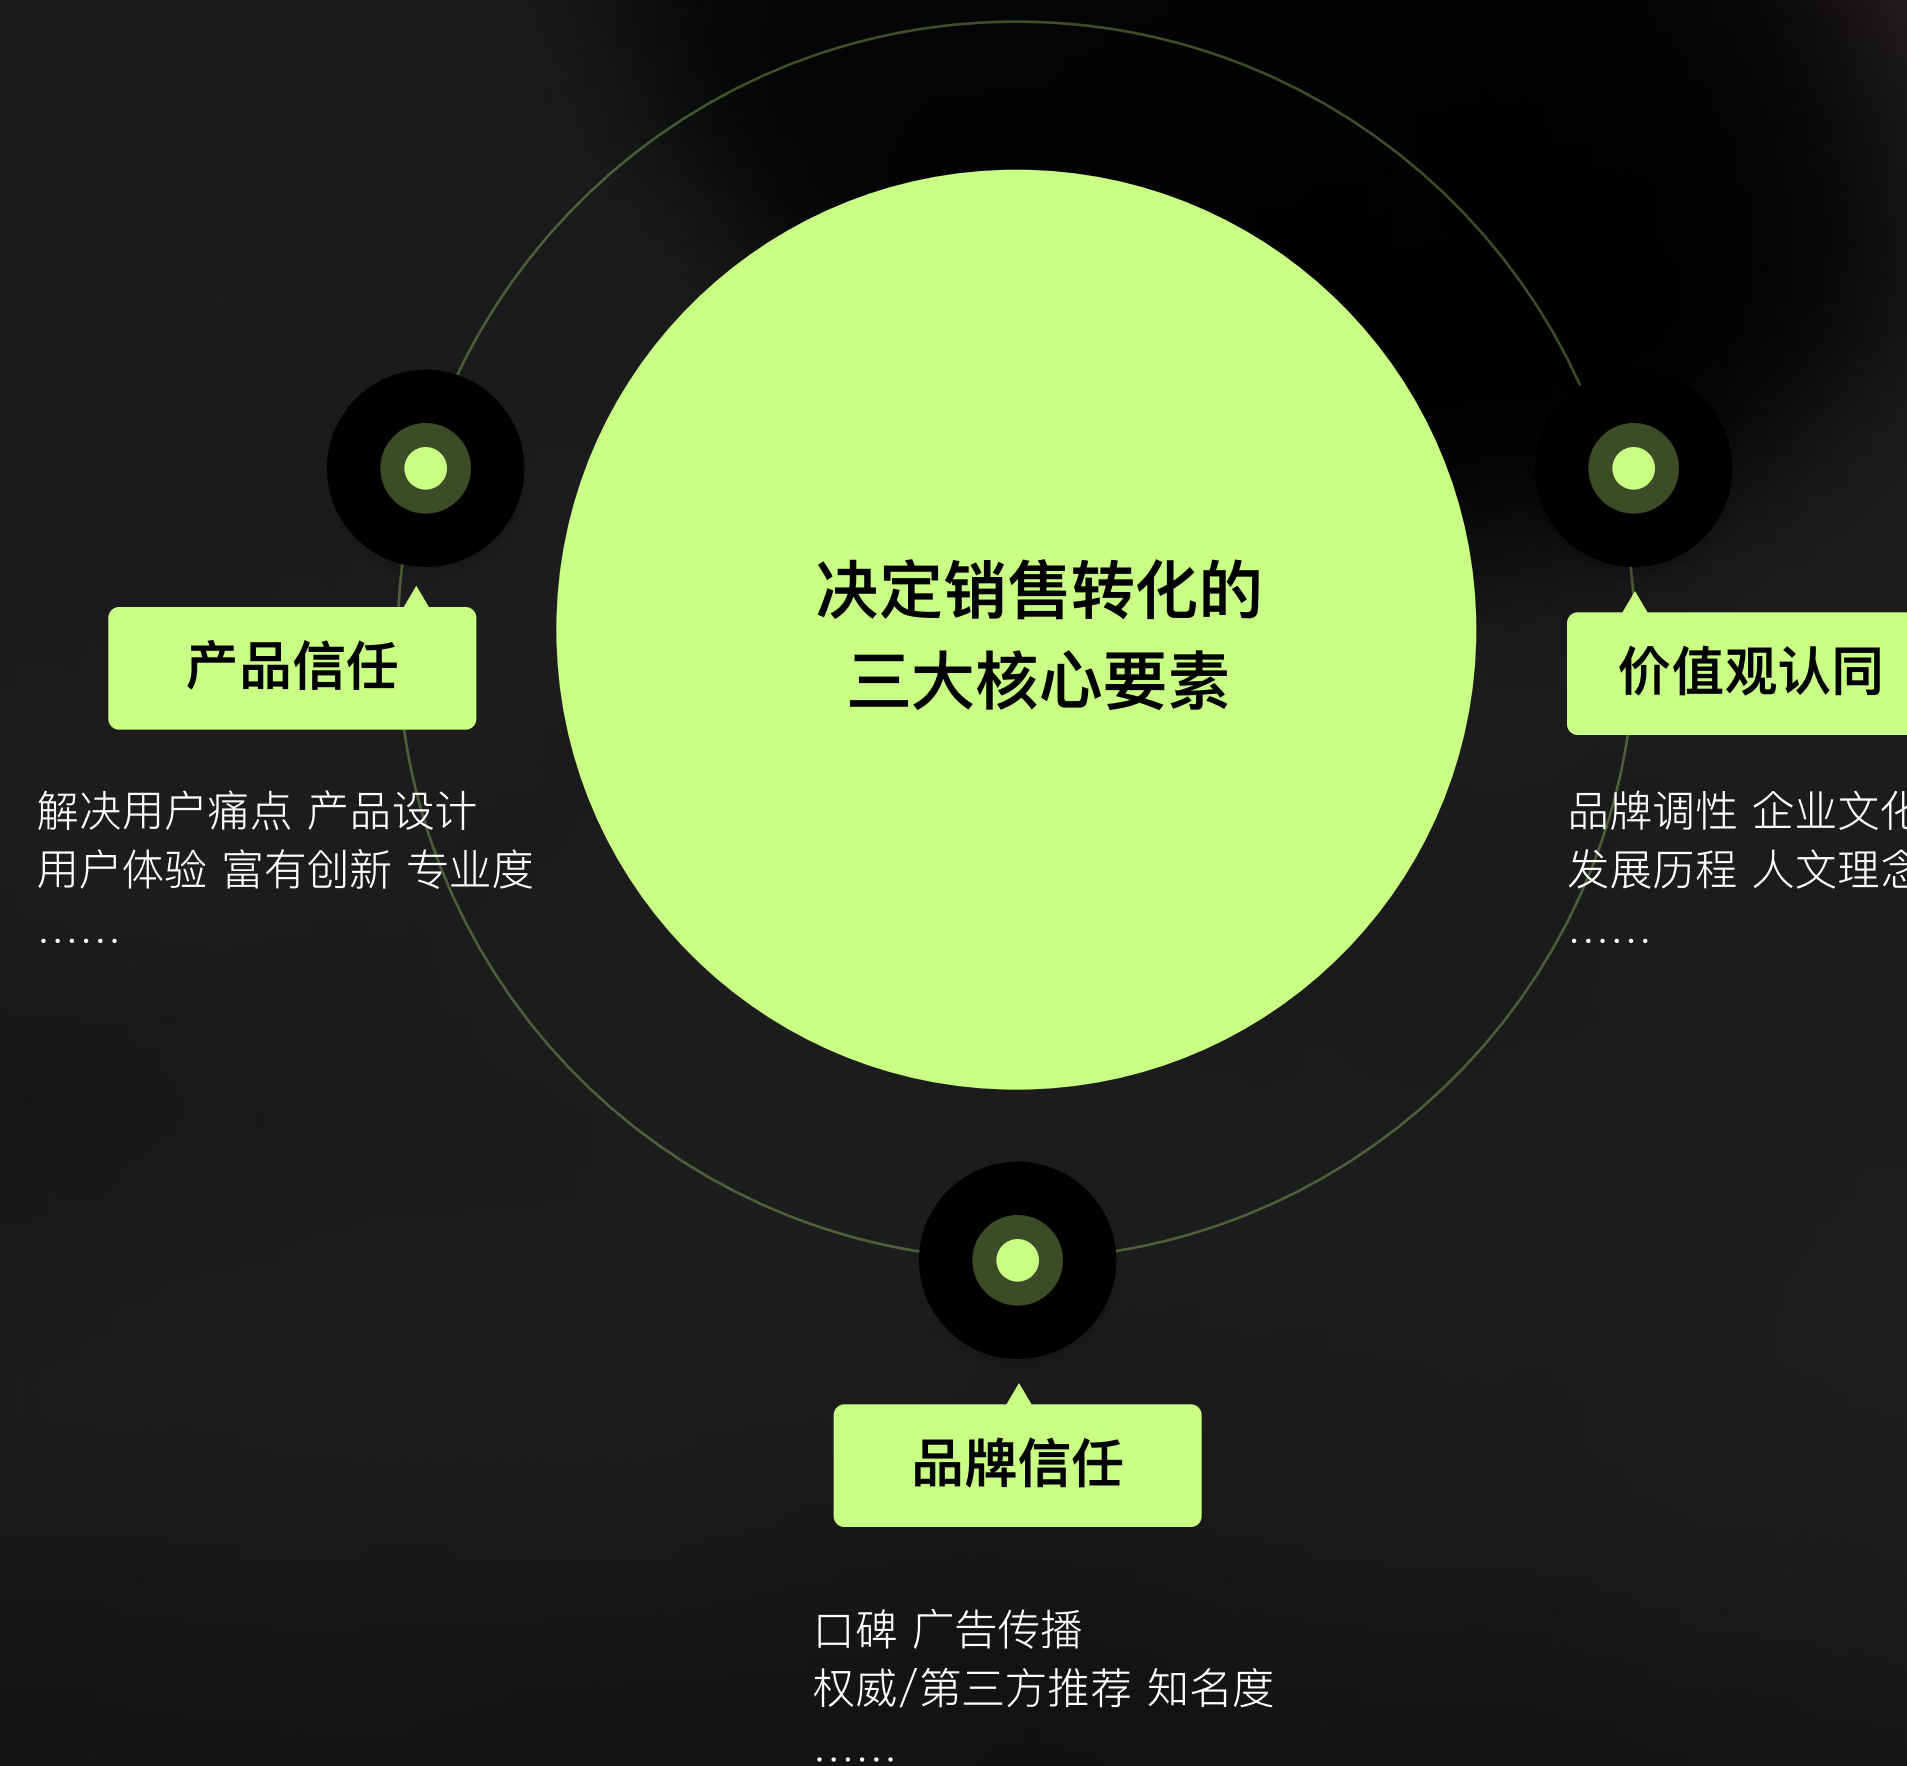 决定销售转化的
三大核心要素
产品信任
解决用户痛点 产品设计
用户体验 富有创新 专业度
……
价值观认同
品牌调性 企业文化
发展历程 人文理念
……
品牌信任
口碑 广告传播
权威/第三方推荐 知名度
……